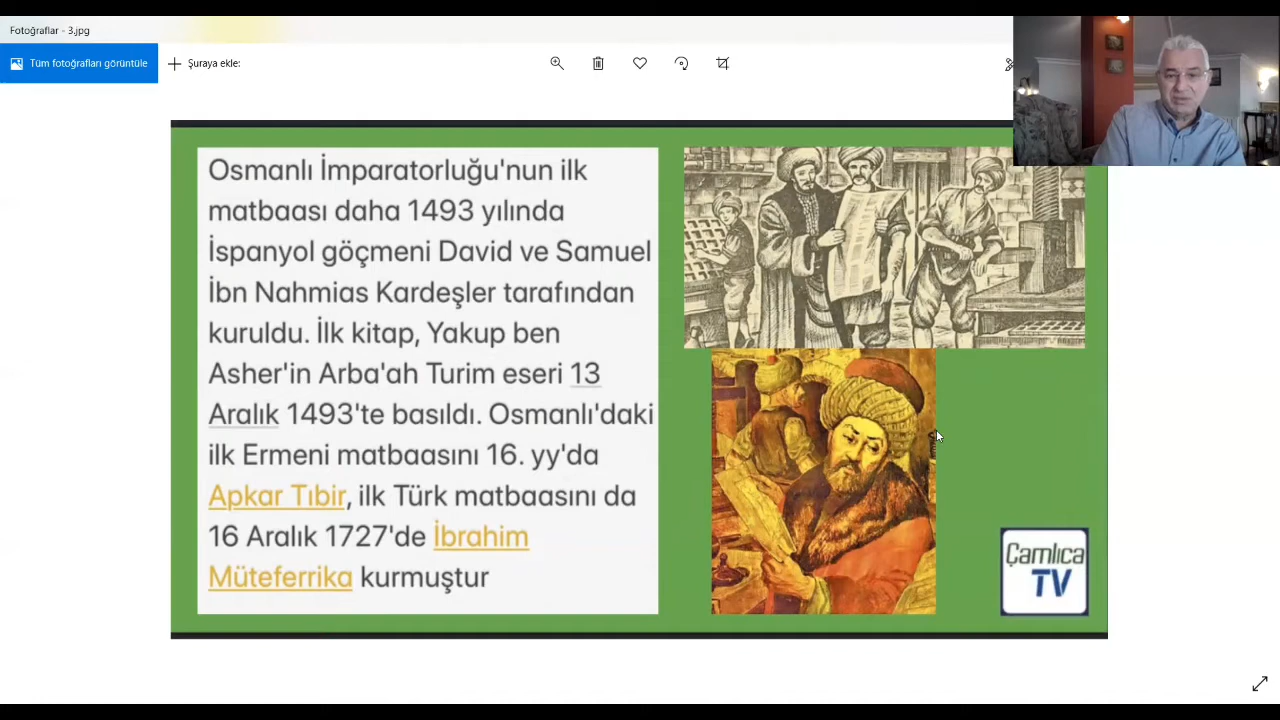 Fotoğraflar - 3.jpg
Tüm fotoğrafları görüntüle
Şuraya ekle:
Osmanlı İmparatorluğu'nun ilk
matbaası daha 1493 yılında
İspanyol göçmeni David ve Samuel
İbn Nahmias Kardeşler tarafından
kuruldu. İlk kitap, Yakup ben
Asher'in Arba'ah Turim eseri 13
Aralık 1493'te basıldı. Osmanlı'daki
ilk Ermeni matbaasını 16. yy'da
Apkar Tıbir, ilk Türk matbaasını da
16 Aralık 1727'de İbrahim
Müteferrika kurmuştur
Çamlıca
TV